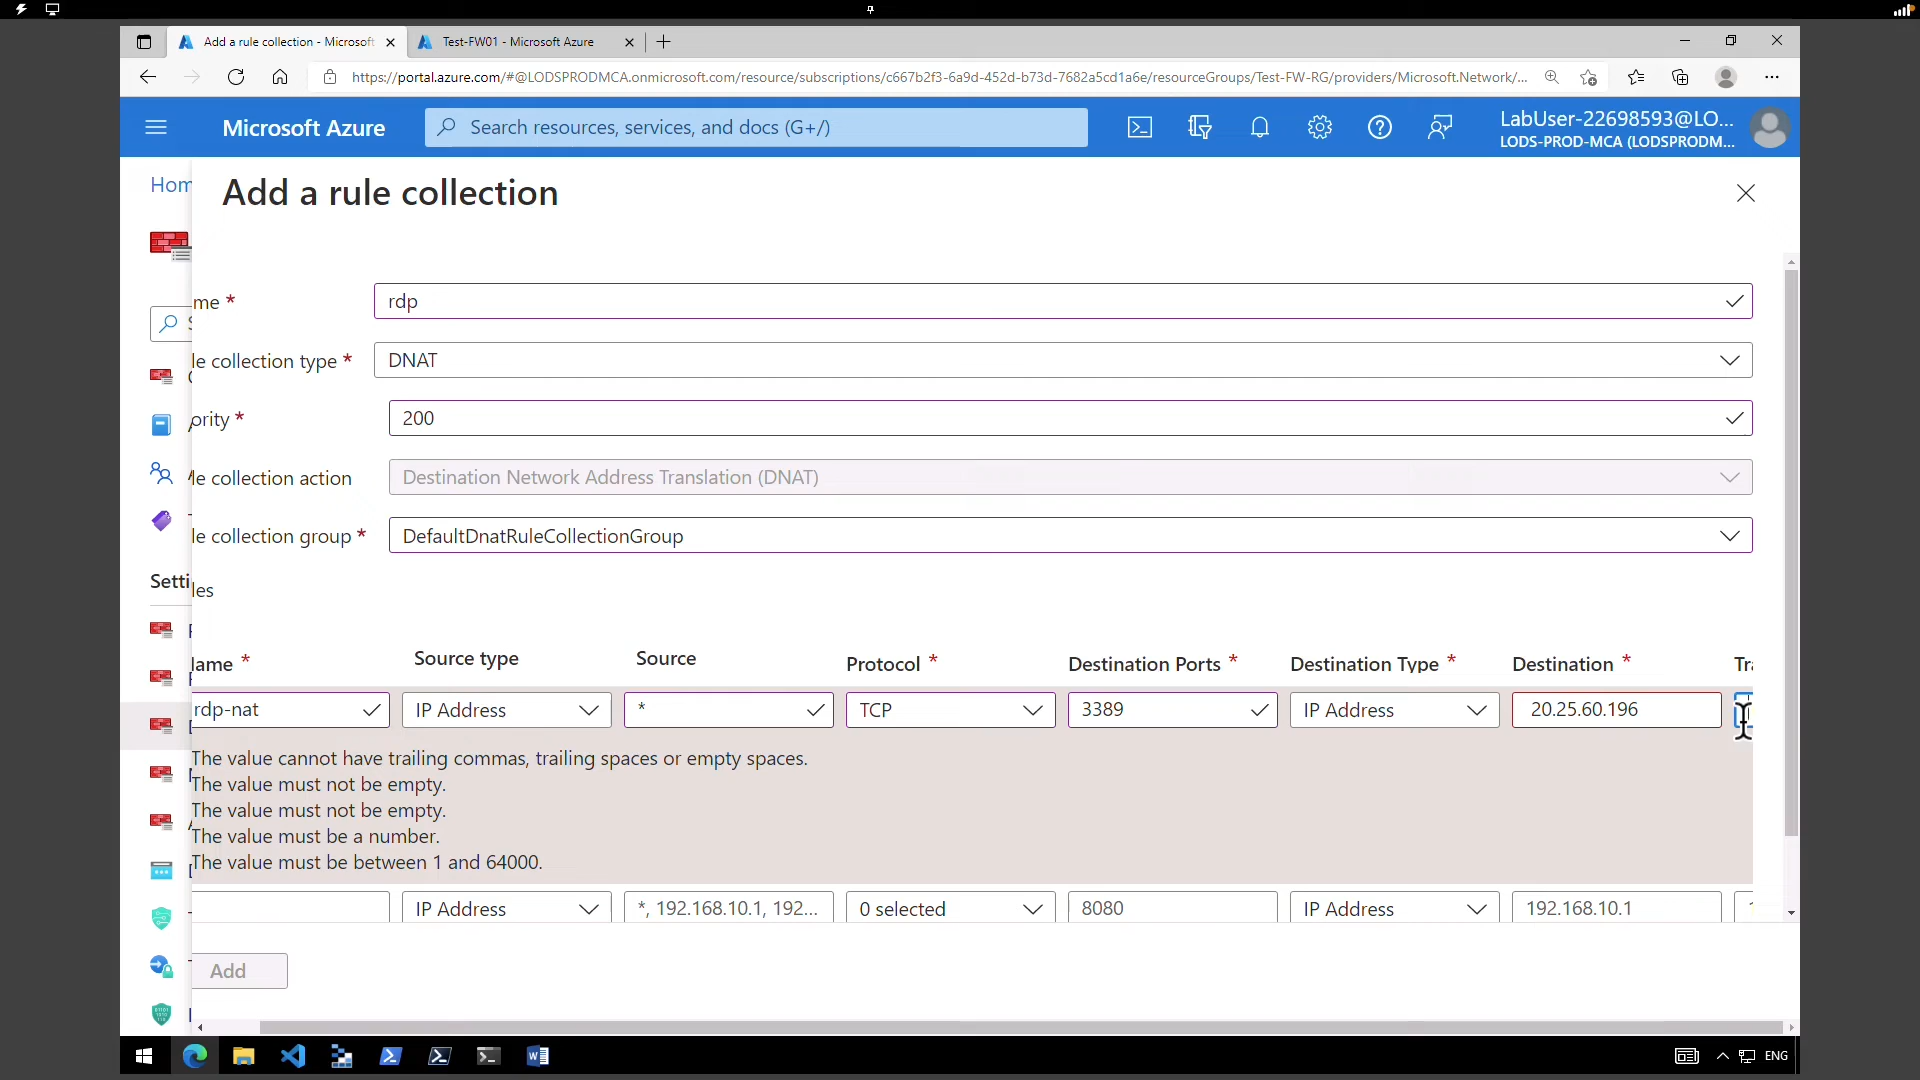 Add a rule collection - Microsoft
Test-FW01 - Microsoft Azure
https://portal.azure.com/#@LODSPRODMCA.onmicrosoft.com/resource/subscriptions/c667b2f3-6a9d-452d-b73d-7682a5cd1a6e/resourceGroups/Test-FW-RG/providers/Microsoft.Network/...
Microsoft Azure
Search resources, services, and docs (G+/)
LabUser-22698593@LO...
LODS-PROD-MCA (LODSPRODM...
Hom
Add a rule collection
me *
rdp
le collection type *
DNAT
ority *
200
le collection action
Destination Network Address Translation (DNAT)
le collection group *
DefaultDnatRuleCollectionGroup
Setti
les
lame *
Source type
Source
Protocol *
Destination Ports *
Destination Type *
Destination *
Tra
rdp-nat
IP Address
*
TCP
3389
IP Address
20.25.60.196
The value cannot have trailing commas, trailing spaces or empty spaces.
The value must not be empty.
The value must not be empty.
The value must be a number.
The value must be between 1 and 64000.
IP Address
*, 192.168.10.1, 192...
0 selected
8080
IP Address
192.168.10.1
Add
ENG